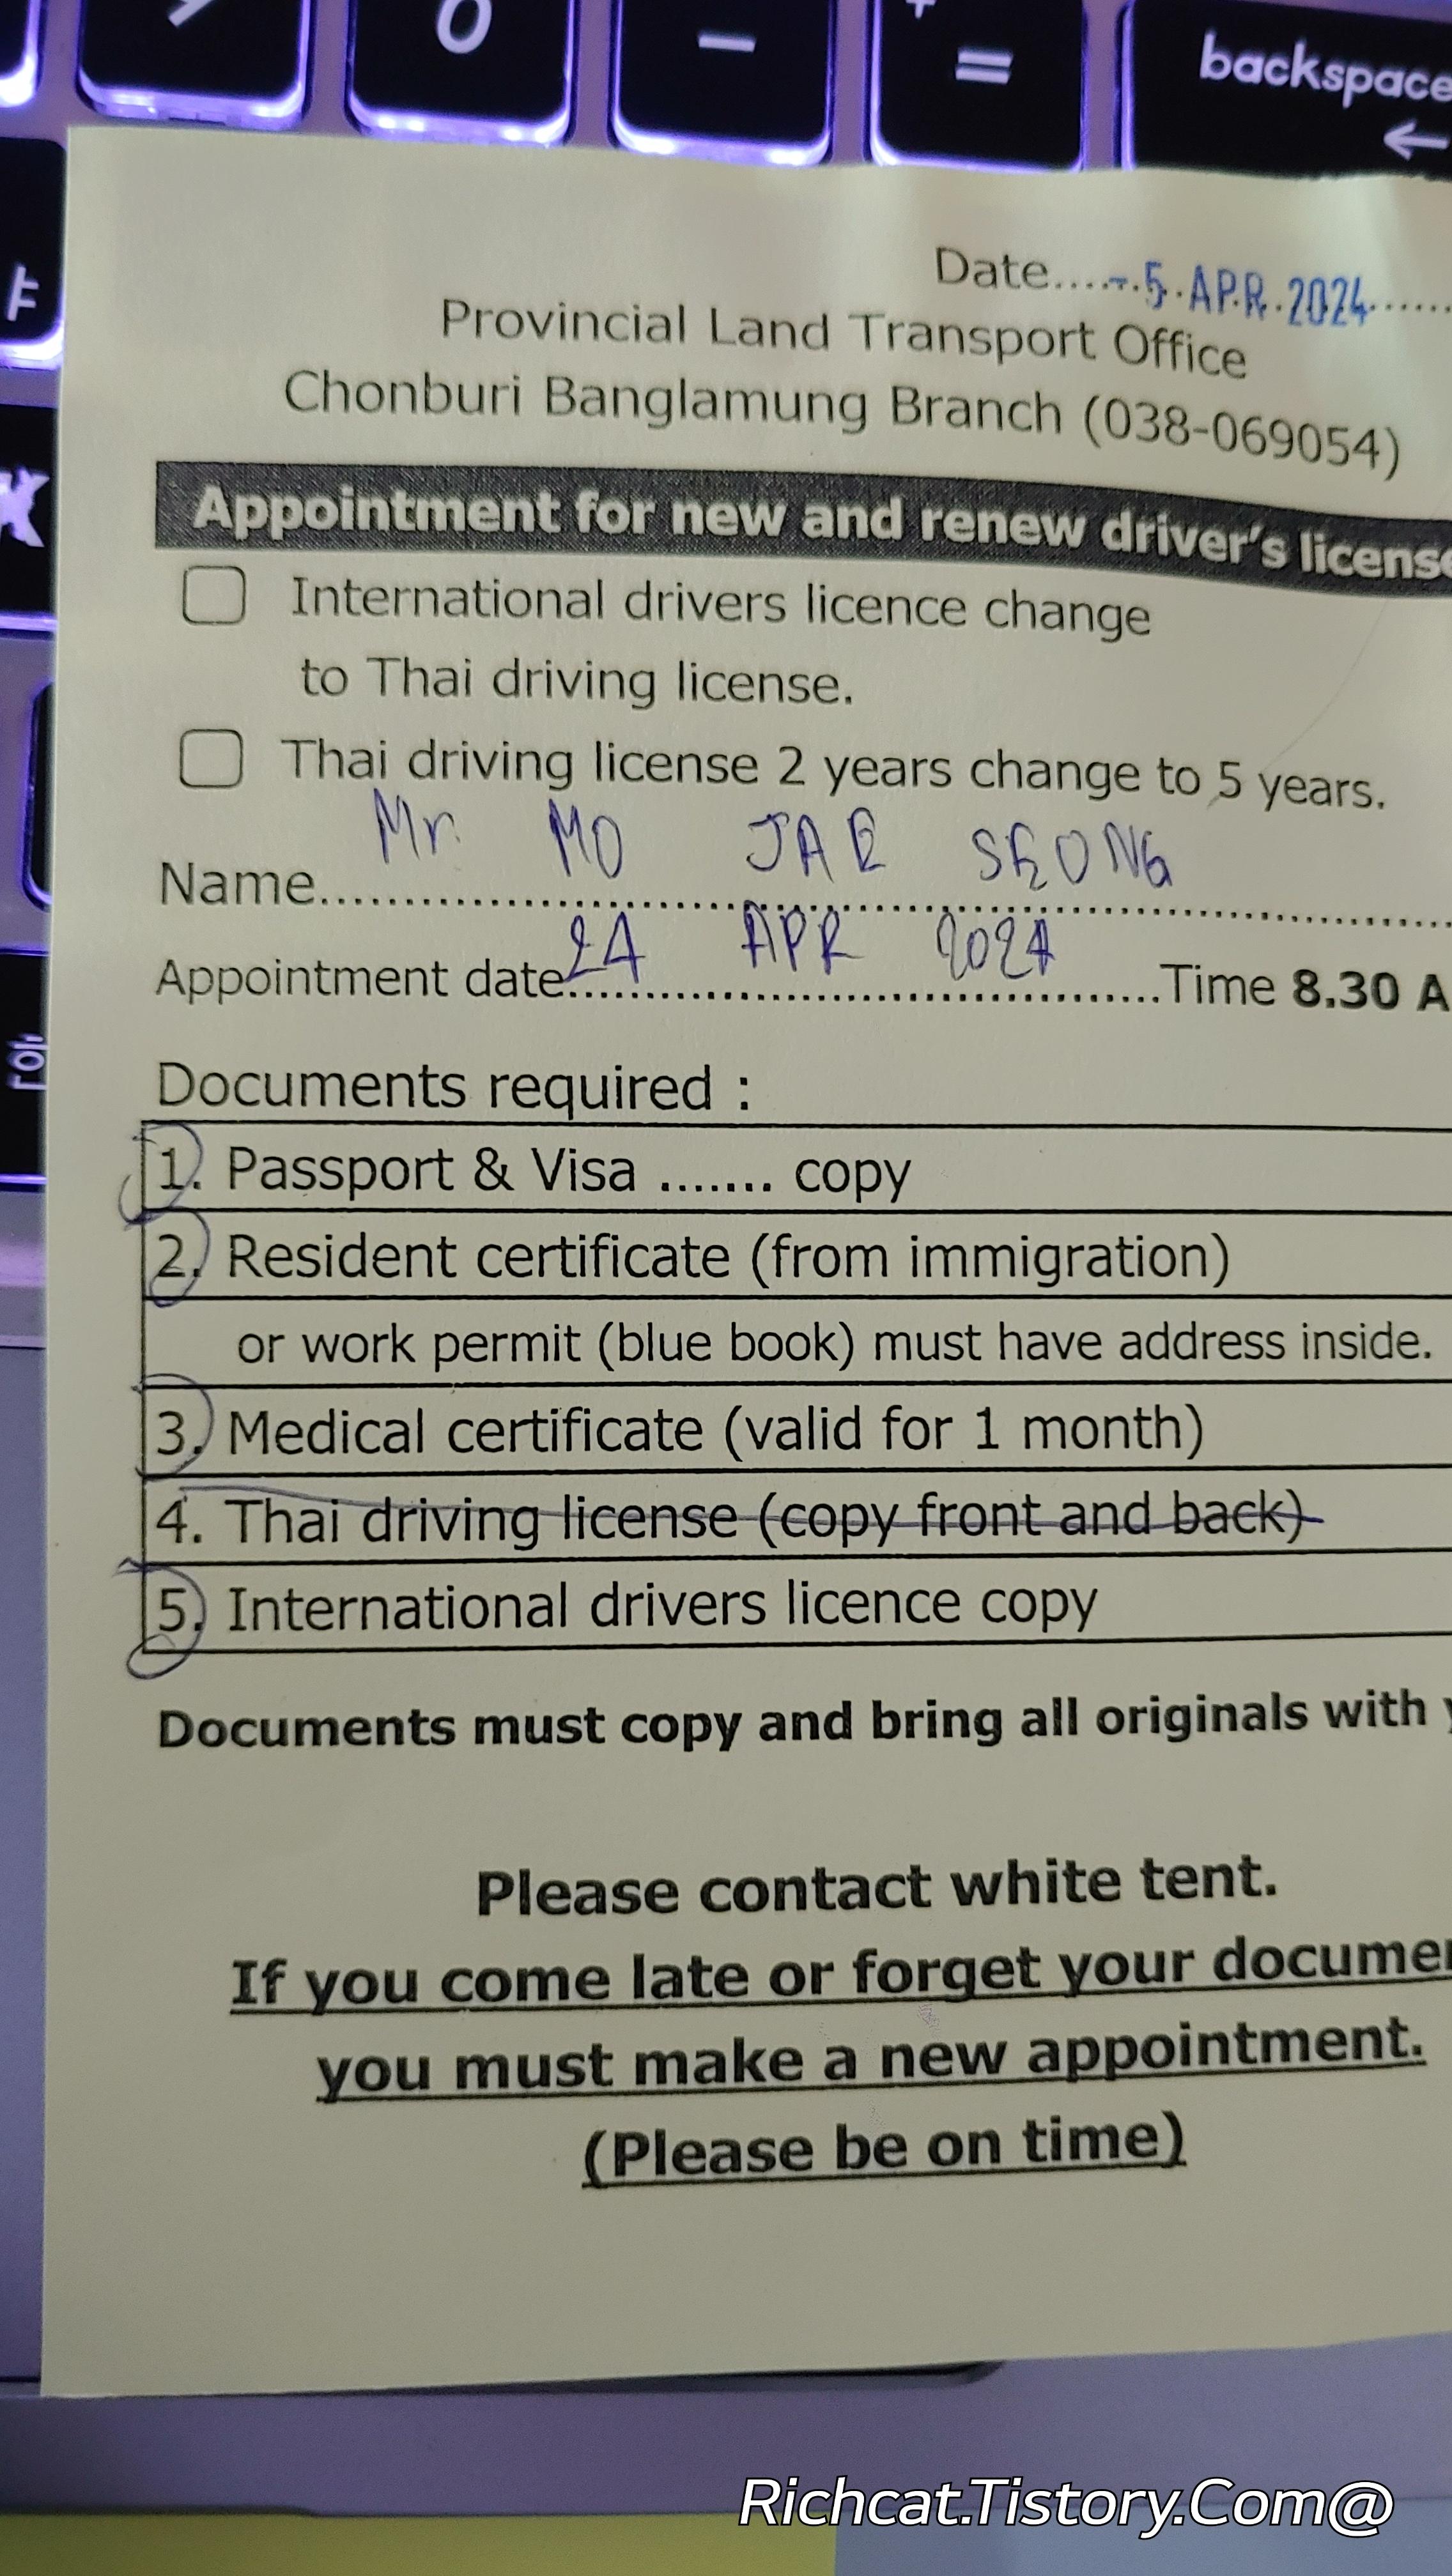 0 - + = backspace
←
Date....-.5.APR.2024......
Provincial Land Transport Office
Chonburi Banglamung Branch (038-069054)
Appointment for new and renew driver's license
International drivers licence change
to Thai driving license.
Thai driving license 2 years change to 5 years.
Mr. MO JAE SEONG
Name..........
24 APR 2024
Appointment date..........Time 8.30 A
Documents required :
1. Passport & Visa ....... copy
2. Resident certificate (from immigration)
or work permit (blue book) must have address inside.
3. Medical certificate (valid for 1 month)
4. Thai driving license (copy front and back)
5. International drivers licence copy
Documents must copy and bring all originals with
Please contact white tent.
If you come late or forget your
you must make a new appointment.
(Please be on time)
Richcat.Tistory.Com@